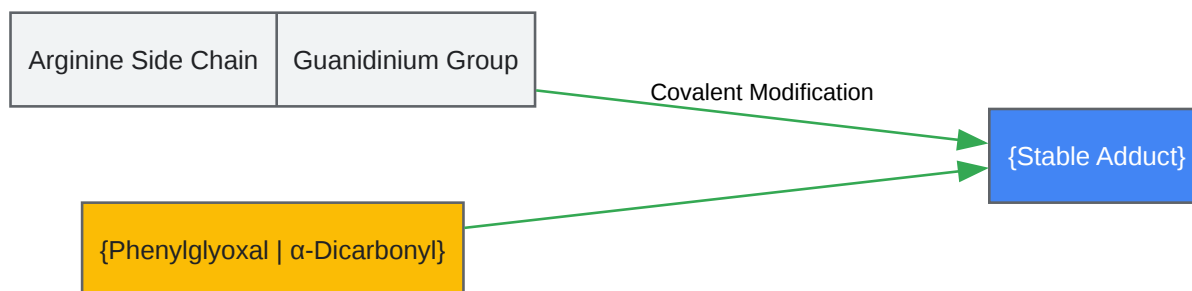 Arginine Side Chain
Guanidinium Group
Covalent Modification
{Stable Adduct}
{Phenylglyoxal | α-Dicarbonyl}